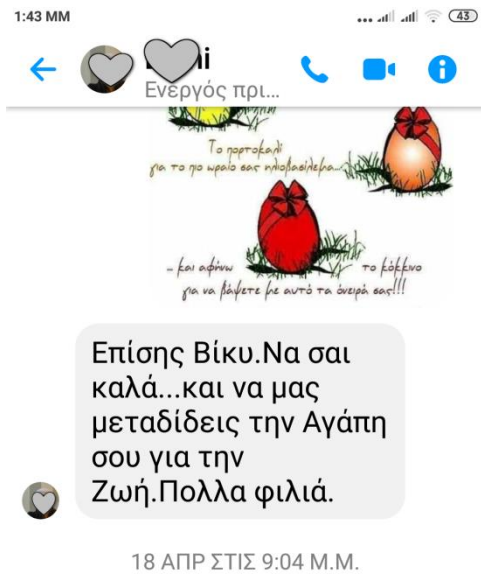 1:43 ΜΜ
43
Ενεργός πρι...
Το πορτοκαλί
για το πιο ωραίο σας ηλιοβασίλεμα...
.. και αφήνω το κόκκινο
για να βάψετε με αυτό τα όνειρά σας!!!
Επίσης Βίκυ.Να σαι
καλά...και να μας
μεταδίδεις την Αγάπη
σου για την
Ζωή.Πολλα φιλιά.
18 ΑΠΡ ΣΤΙΣ 9:04 Μ.Μ.